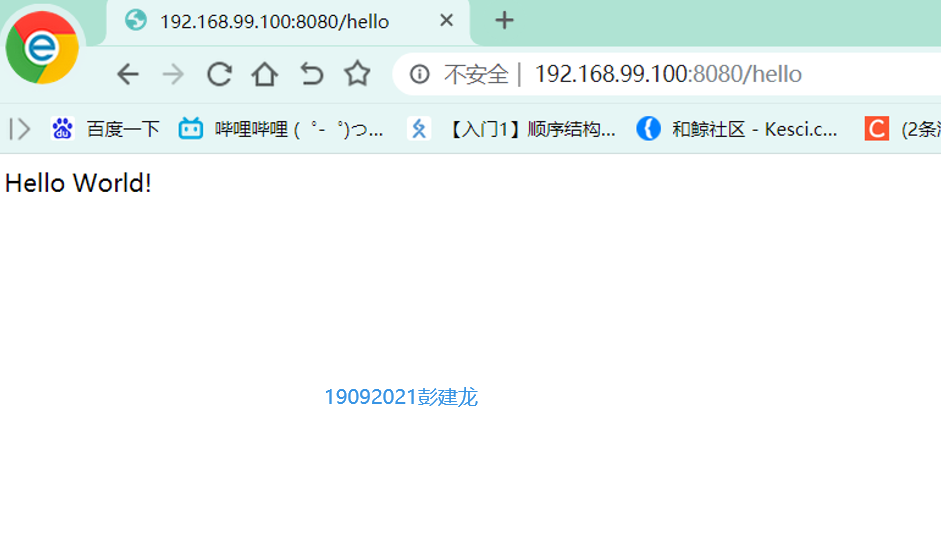 192.168.99.100:8080/hello
不安全 | 192.168.99.100:8080/hello
百度一下 哔哩哔哩 ( ゜- ゜)つ... 【入门1】顺序结构... 和鲸社区 - Kesci.c... (2条
Hello World!
19092021彭建龙